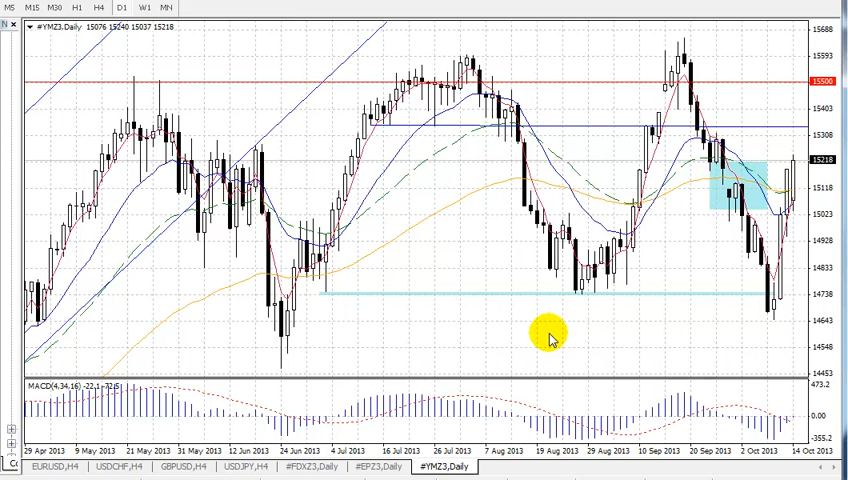 M5 M15 M30 H1 H4 D1 W1 MN
N
#YMZ3,Daily 15076 15240 15037 15218
15688
15593
15500
15403
15308
15218
15118
15023
14928
14833
14738
14643
14548
14453
MACD(4,34,16) -22.1 -72.5
473.2
0.00
-355.2
29 Apr 2013 9 May 2013 21 May 2013 31 May 2013 12 Jun 2013 24 Jun 2013 4 Jul 2013 16 Jul 2013 26 Jul 2013 7 Aug 2013 19 Aug 2013 29 Aug 2013 10 Sep 2013 20 Sep 2013 2 Oct 2013 14 Oct 2013
EURUSD,H4 USDCHF,H4 GBPUSD,H4 USDJPY,H4 #FDXZ3,Daily #EPZ3,Daily #YMZ3,Daily